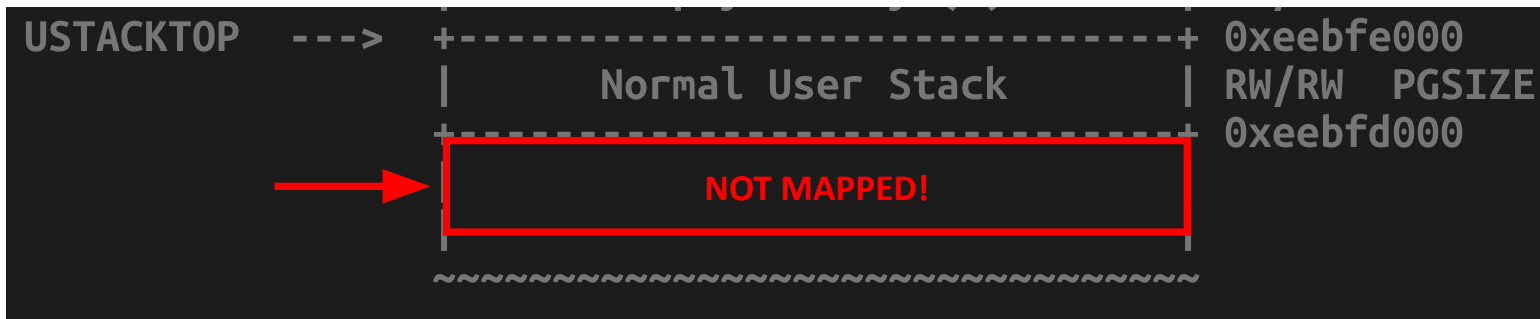 USTACKTOP ---> +------------------------------+ 0xeebfe000
| Normal User Stack | RW/RW PGSIZE
+------------------------------+ 0xeebfd000
NOT MAPPED!
~~~~~~~~~~~~~~~~~~~~~~~~~~~~~~~~